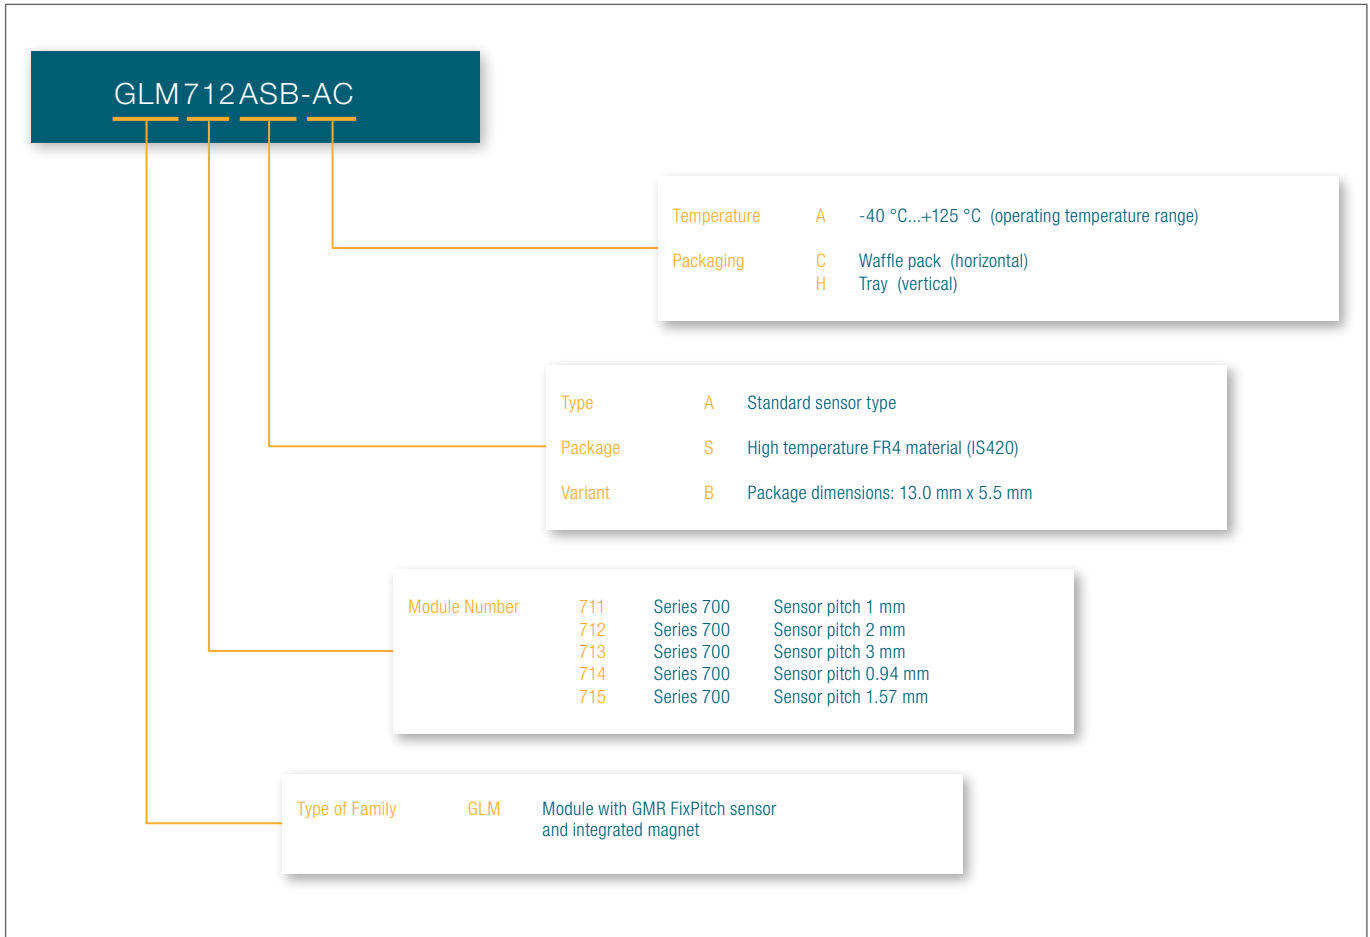 GLM712ASB-AC
Temperature A -40 °C...+125 °C (operating temperature range)
Packaging C Waffle pack (horizontal)
H Tray (vertical)
Type A Standard sensor type
Package S High temperature FR4 material (IS420)
Variant B Package dimensions: 13.0 mm x 5.5 mm
Module Number 711 Series 700 Sensor pitch 1 mm
712 Series 700 Sensor pitch 2 mm
713 Series 700 Sensor pitch 3 mm
714 Series 700 Sensor pitch 0.94 mm
715 Series 700 Sensor pitch 1.57 mm
Type of Family GLM Module with GMR FixPitch sensor
and integrated magnet